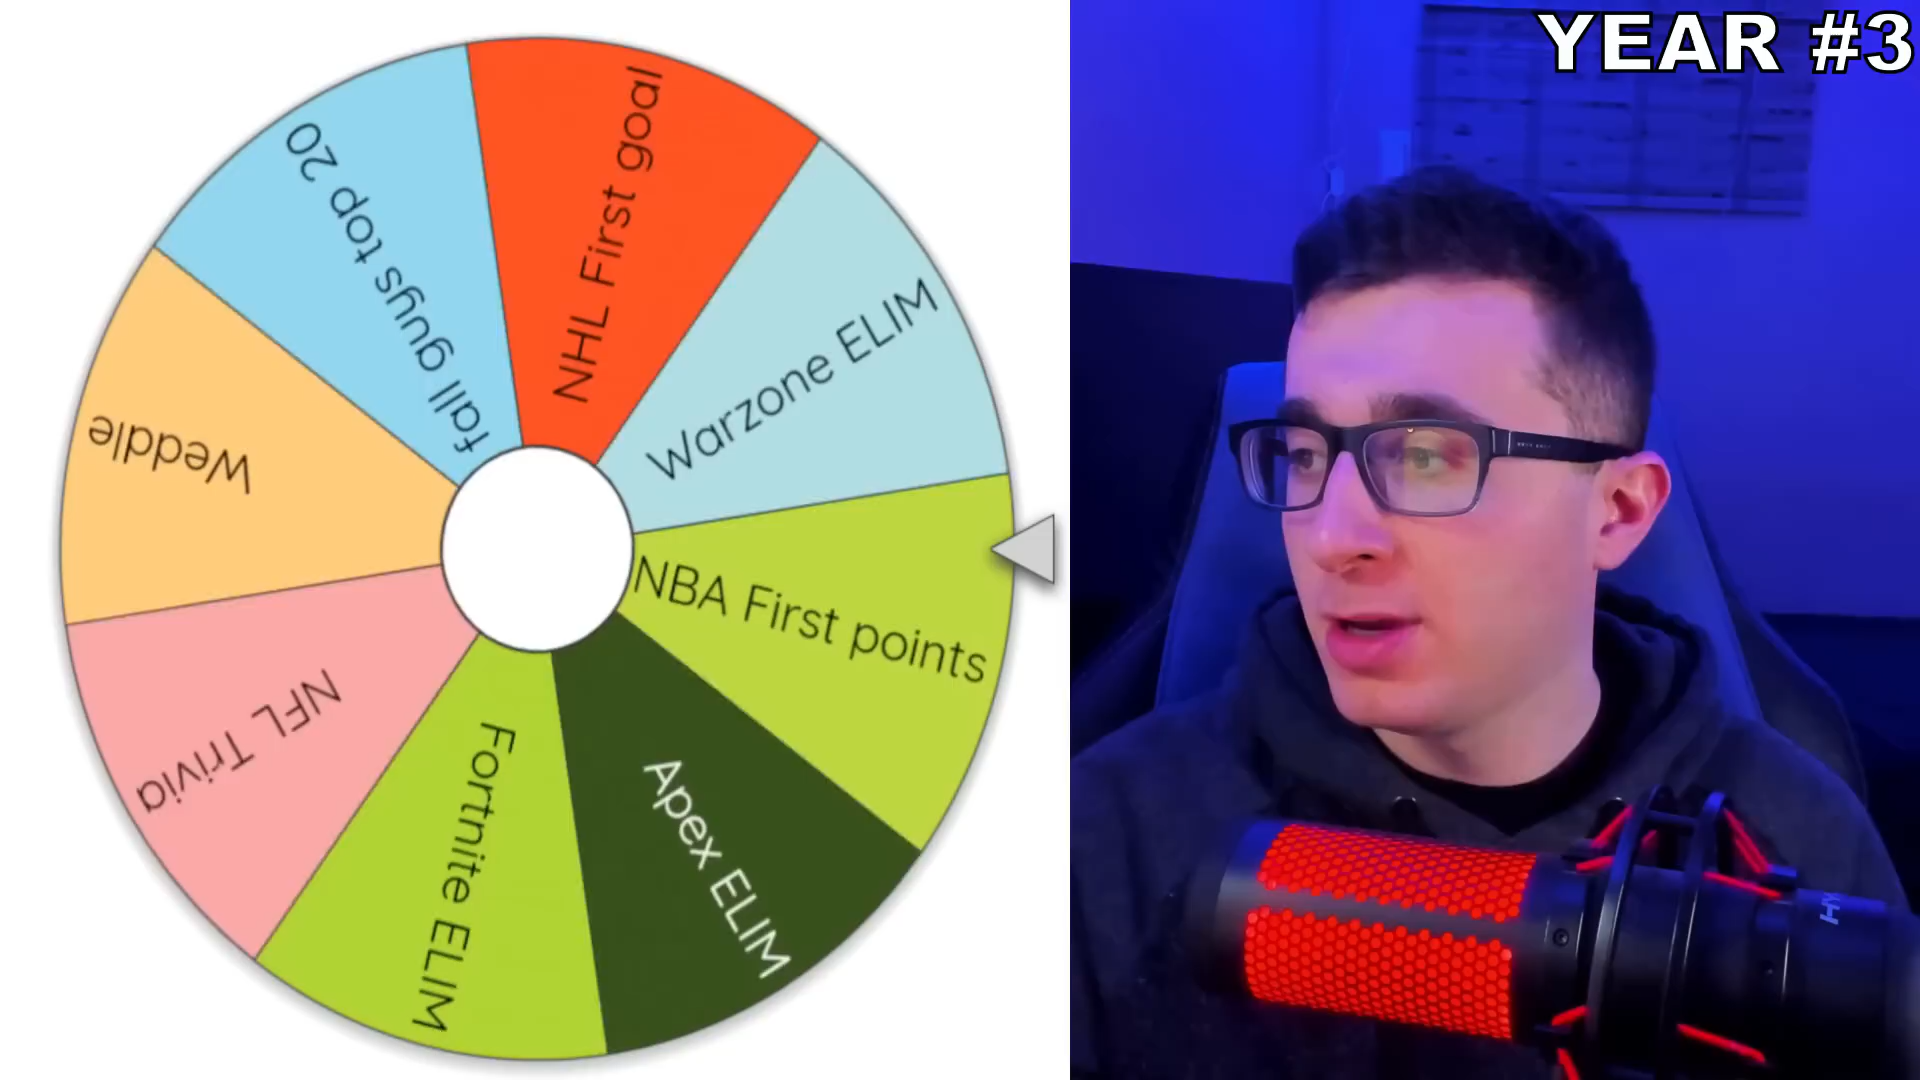 YEAR #3
NHL First goal
Warzone ELIM
NBA First points
Apex ELIM
Fortnite ELIM
NFL Trivia
Weddle
fall guys top 20
HY